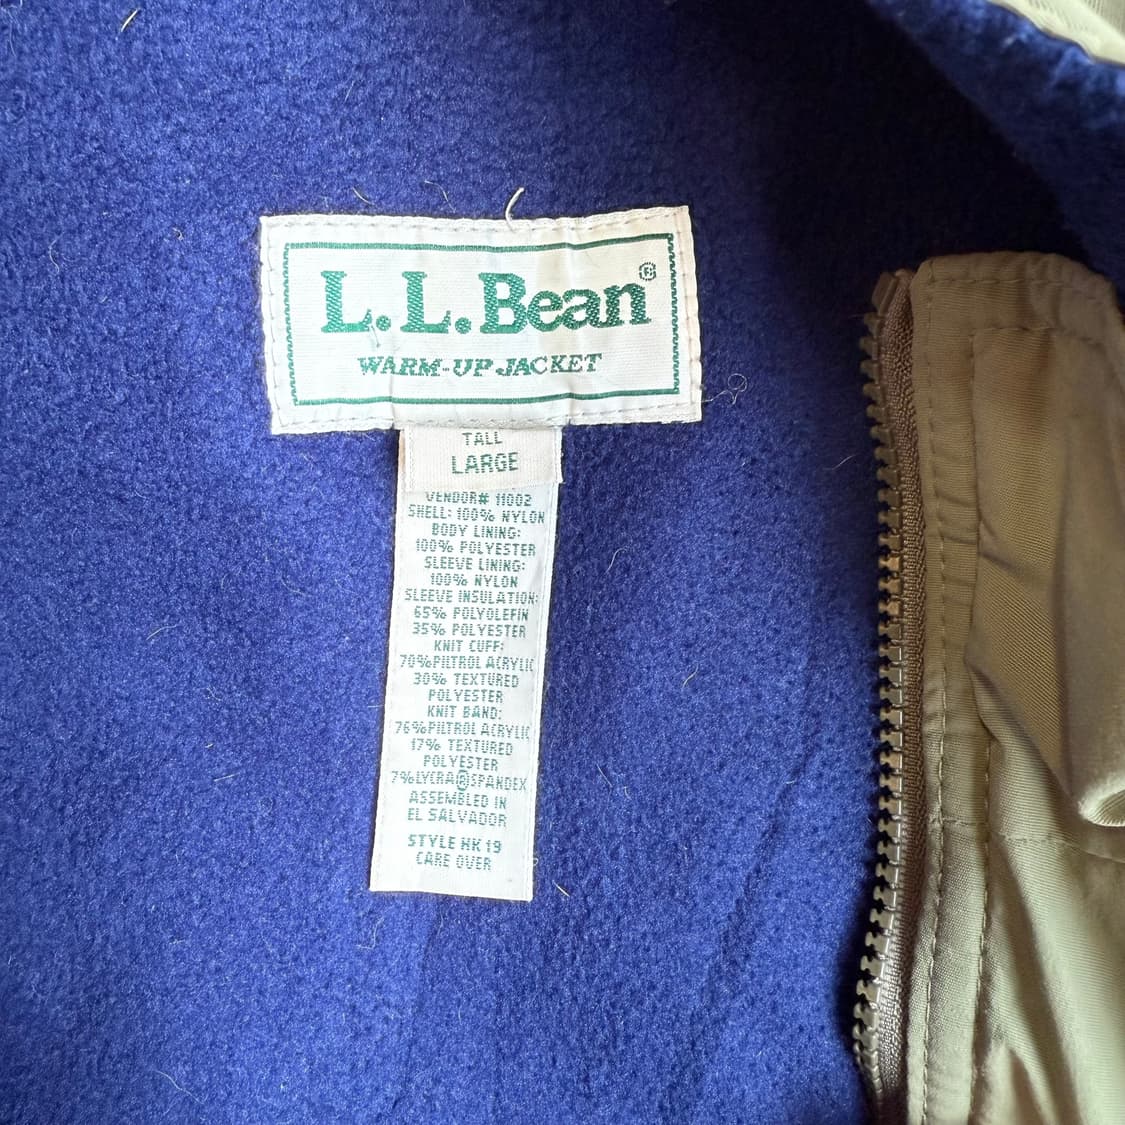 L.L.Bean®
WARM-UP JACKET
TALL
LARGE
VENDOR# 11002
SHELL: 100% NYLON
BODY LINING:
100% POLYESTER
SLEEVE LINING:
100% NYLON
SLEEVE INSULATION:
65% POLYOLEFIN
35% POLYESTER
KNIT CUFF:
70%PILTROL ACRYLIC
30% TEXTURED
POLYESTER
KNIT BAND:
76%PILTROL ACRYLIC
17% TEXTURED
POLYESTER
7%LYCRA®SPANDEX
ASSEMBLED IN
EL SALVADOR
STYLE HK19
CARE OVER